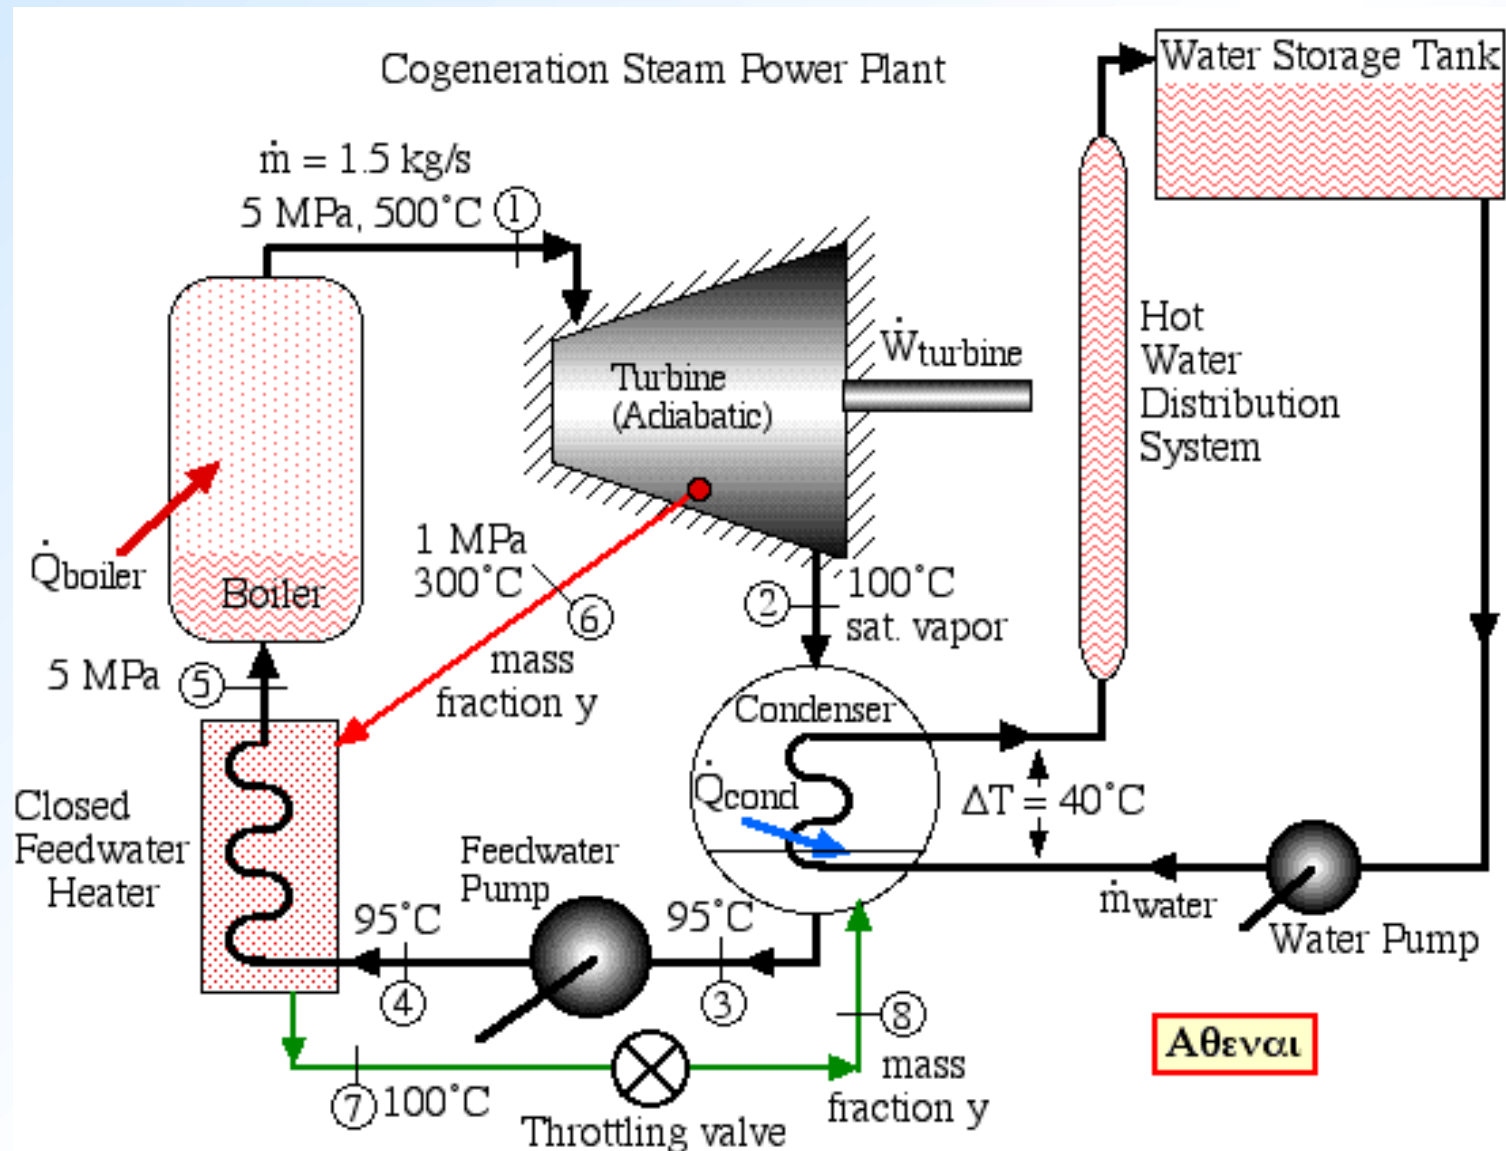 Cogeneration Steam Power Plant
Water Storage Tank
ṁ = 1.5 kg/s
5 MPa, 500°C
1
Hot
Water
Distribution
System
Ẇturbine
Turbine
(Adiabatic)
Q̇boiler
Boiler
1 MPa
300°C
6
mass
fraction y
2
100°C
sat. vapor
5 MPa
5
Condenser
Q̇cond
ΔT = 40°C
Closed
Feedwater
Heater
Feedwater
Pump
95°C
4
95°C
3
ṁwater
Water Pump
8
mass
fraction y
7
100°C
Throttling valve
Αθεναι